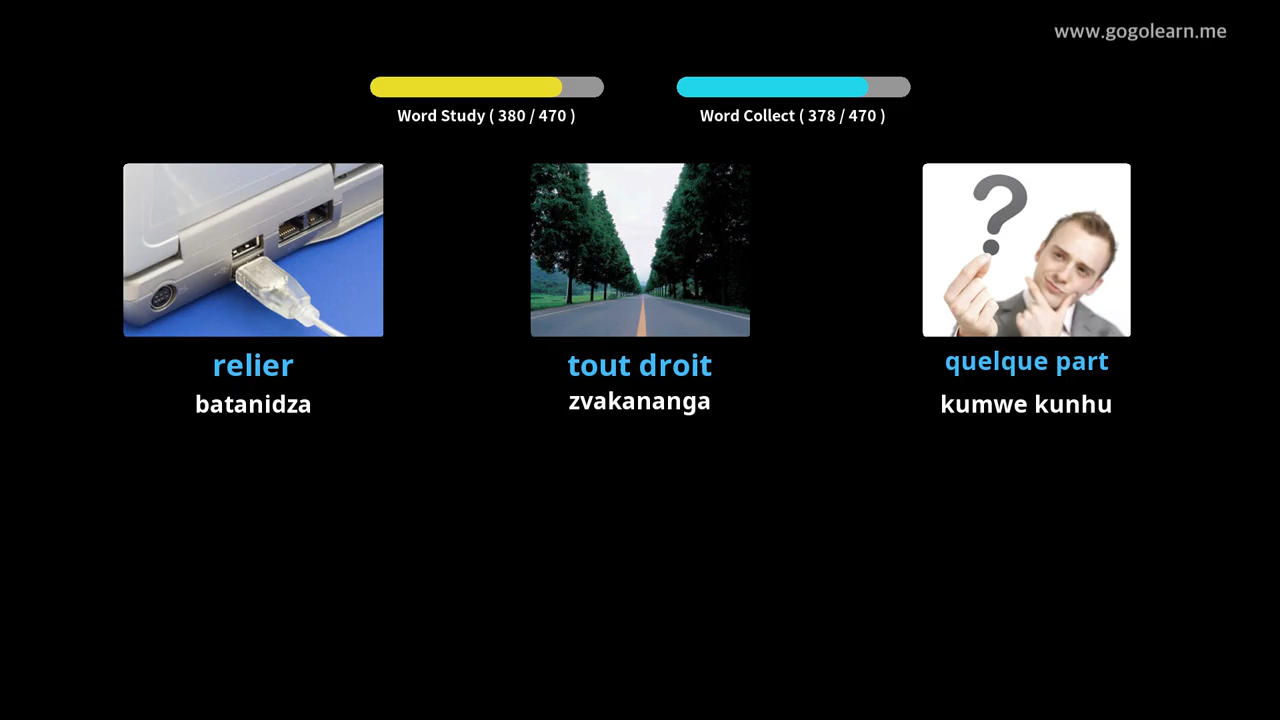 www.gogolearn.me
Word Study ( 380 / 470 )
Word Collect ( 378 / 470 )
relier
batanidza
tout droit
zvakananga
quelque part
kumwe kunhu